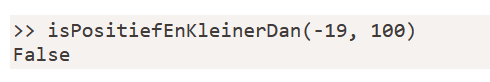 >> isPositiefEnKleinerDan(-19, 100)
False